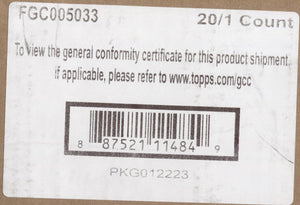 FGC005033 20/1 Count
To view the general conformity certificate for this product shipment,
if applicable, please refer to www.topps.com/gcc
8 87521 11484 9
PKG012223